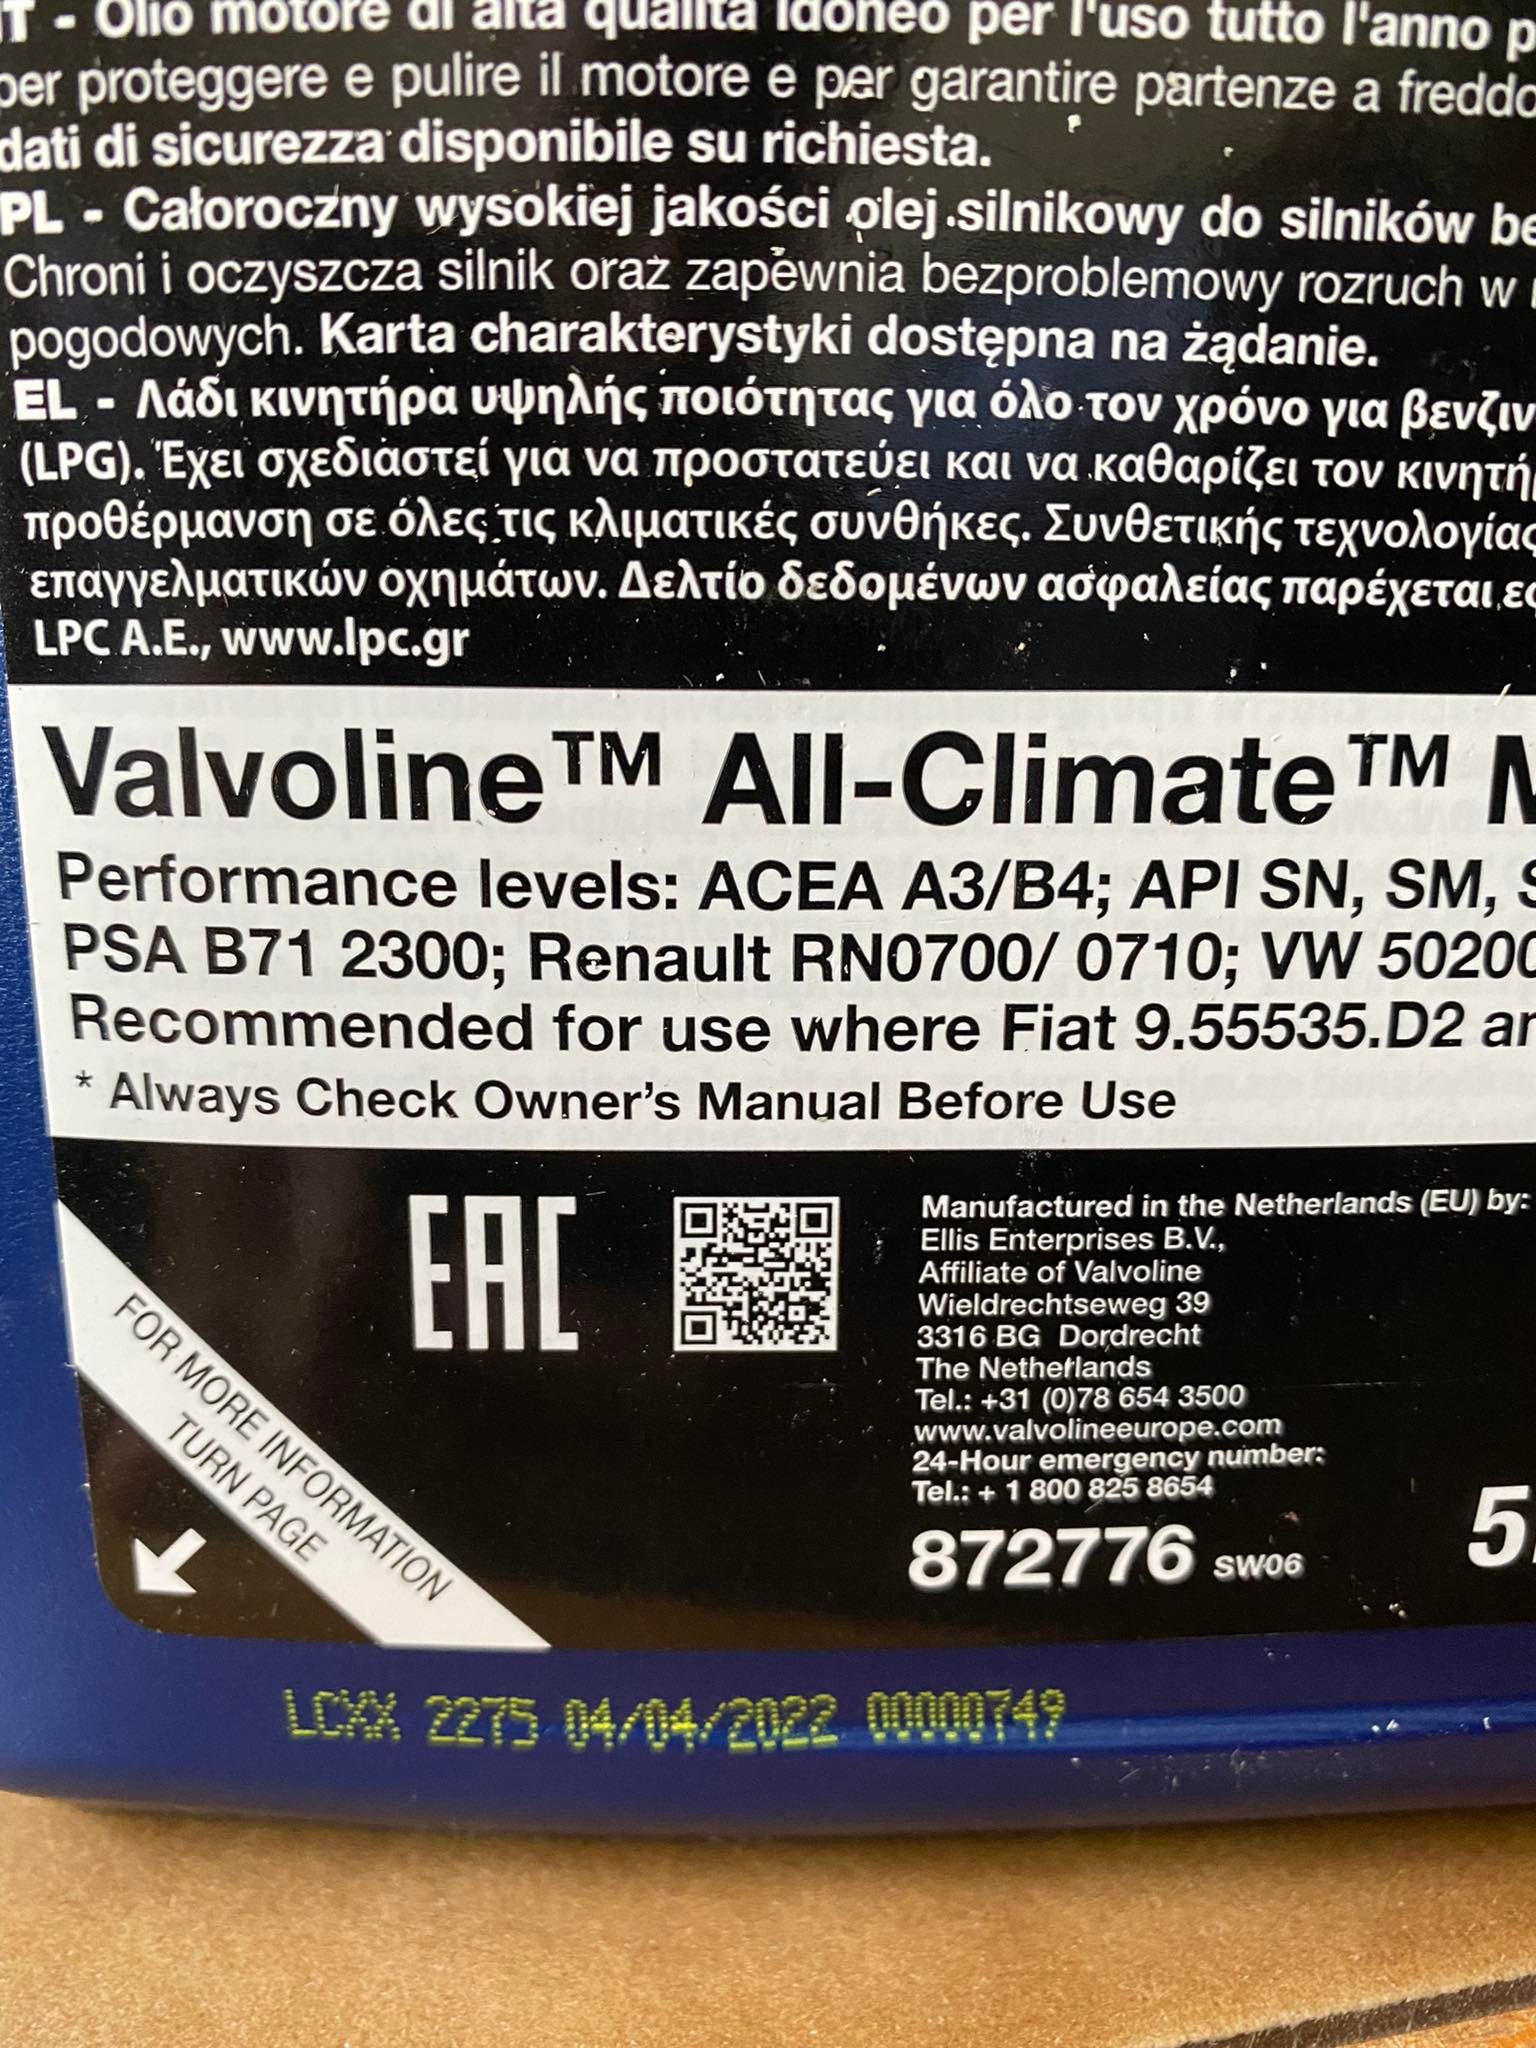 IT - Olio motore di alta qualità idoneo per l'uso tutto l'anno
per proteggere e pulire il motore e per garantire partenze a freddo
dati di sicurezza disponibile su richiesta.
PL - Całoroczny wysokiej jakości olej silnikowy do silników
Chroni i oczyszcza silnik oraz zapewnia bezproblemowy rozruch w
pogodowych. Karta charakterystyki dostępna na żądanie.
EL - Λάδι κινητήρα υψηλής ποιότητας για όλο τον χρόνο για
(LPG). Έχει σχεδιαστεί για να προστατεύει και να καθαρίζει τον
προθέρμανση σε όλες τις κλιματικές συνθήκες. Συνθετικής τεχνολογίας
επαγγελματικών οχημάτων. Δελτίο δεδομένων ασφαλείας παρέχεται
LPC A.E., www.lpc.gr
Valvoline™ All-Climate™
Performance levels: ACEA A3/B4; API SN, SM,
PSA B71 2300; Renault RN0700/ 0710; VW 50200
Recommended for use where Fiat 9.55535.D2
* Always Check Owner's Manual Before Use
EAC
Manufactured in the Netherlands (EU) by:
Ellis Enterprises B.V.,
Affiliate of Valvoline
Wieldrechtseweg 39
3316 BG Dordrecht
The Netherlands
Tel.: +31 (0)78 654 3500
www.valvolineeurope.com
24-Hour emergency number:
Tel.: + 1 800 825 8654
872776 SW06
5
FOR MORE INFORMATION
TURN PAGE
LCXX 2275 04/04/2022 00000749